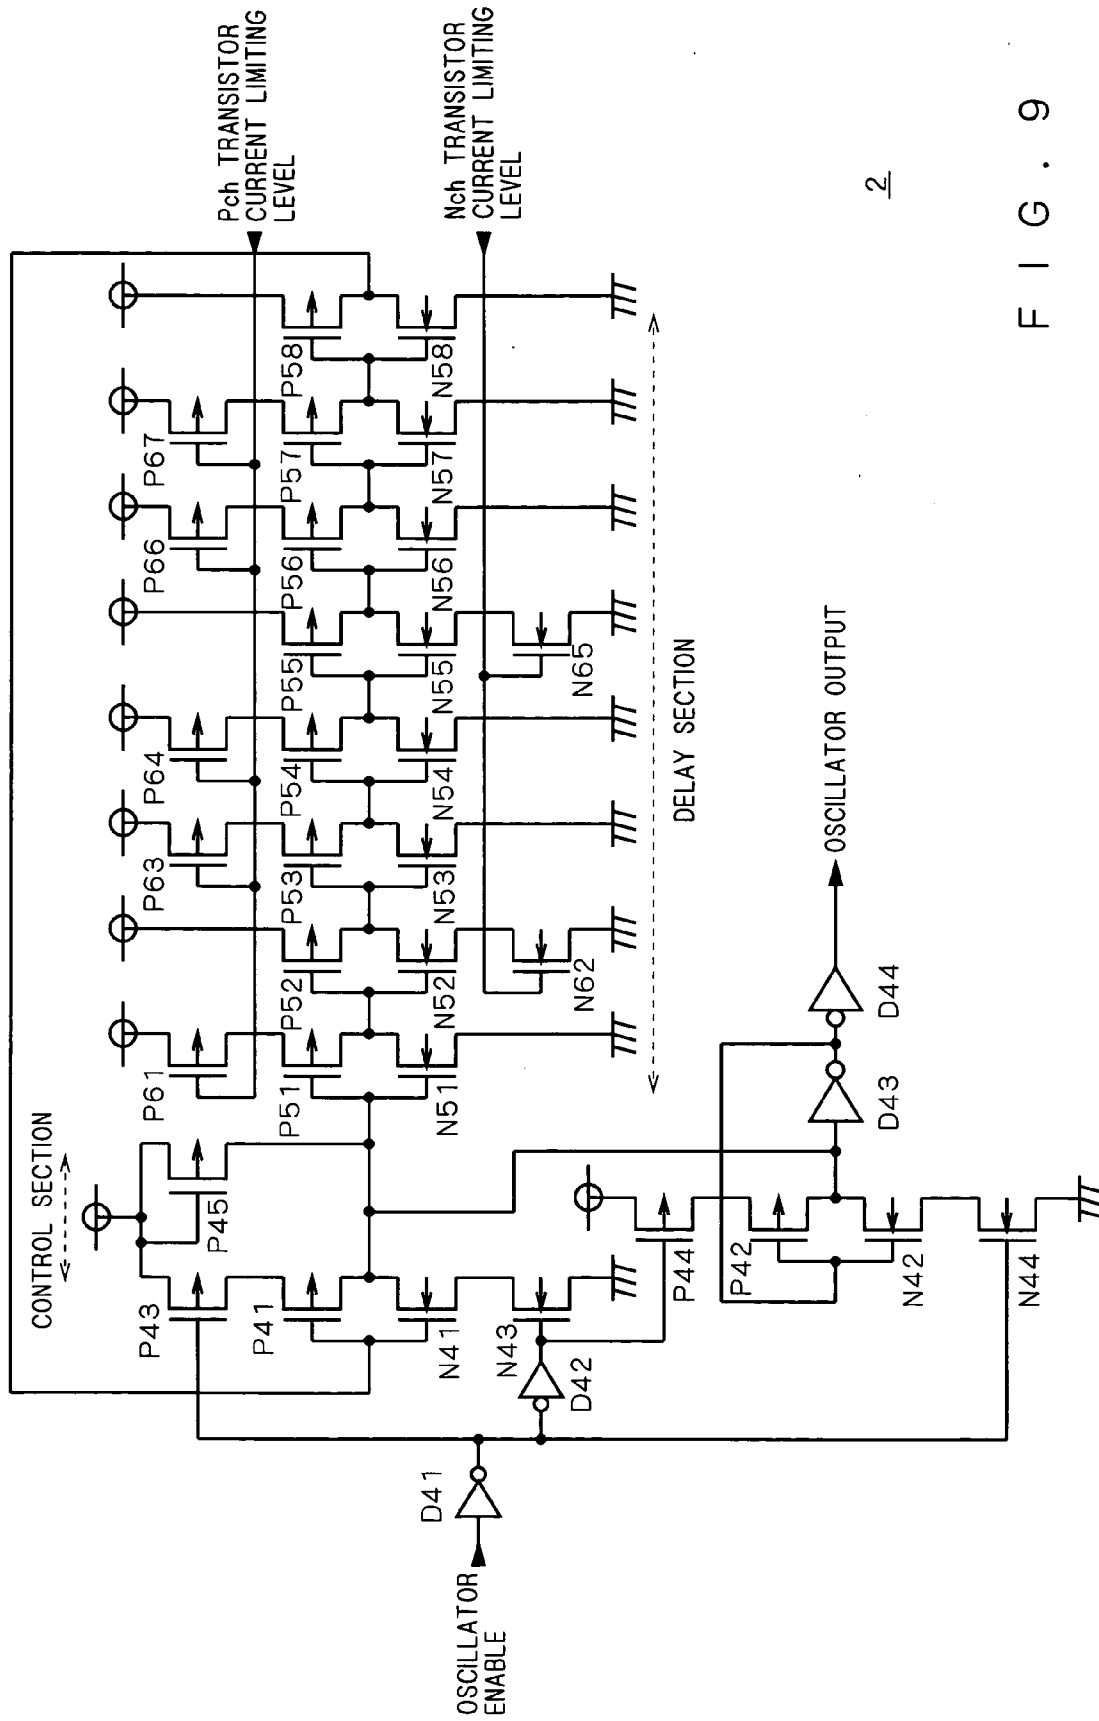 CONTROL SECTION
Pch TRANSISTOR
CURRENT LIMITING
LEVEL
Nch TRANSISTOR
CURRENT LIMITING
LEVEL
P43
P45
P61
P63
P64
P66
P67
P41
P51
P52
P53
P54
P55
P56
P57
P58
N41
N51
N52
N53
N54
N55
N56
N57
N58
N43
N62
N65
D41
D42
OSCILLATOR
ENABLE
DELAY SECTION
P44
P42
N42
N44
D43
D44
OSCILLATOR OUTPUT
2
FIG. 9